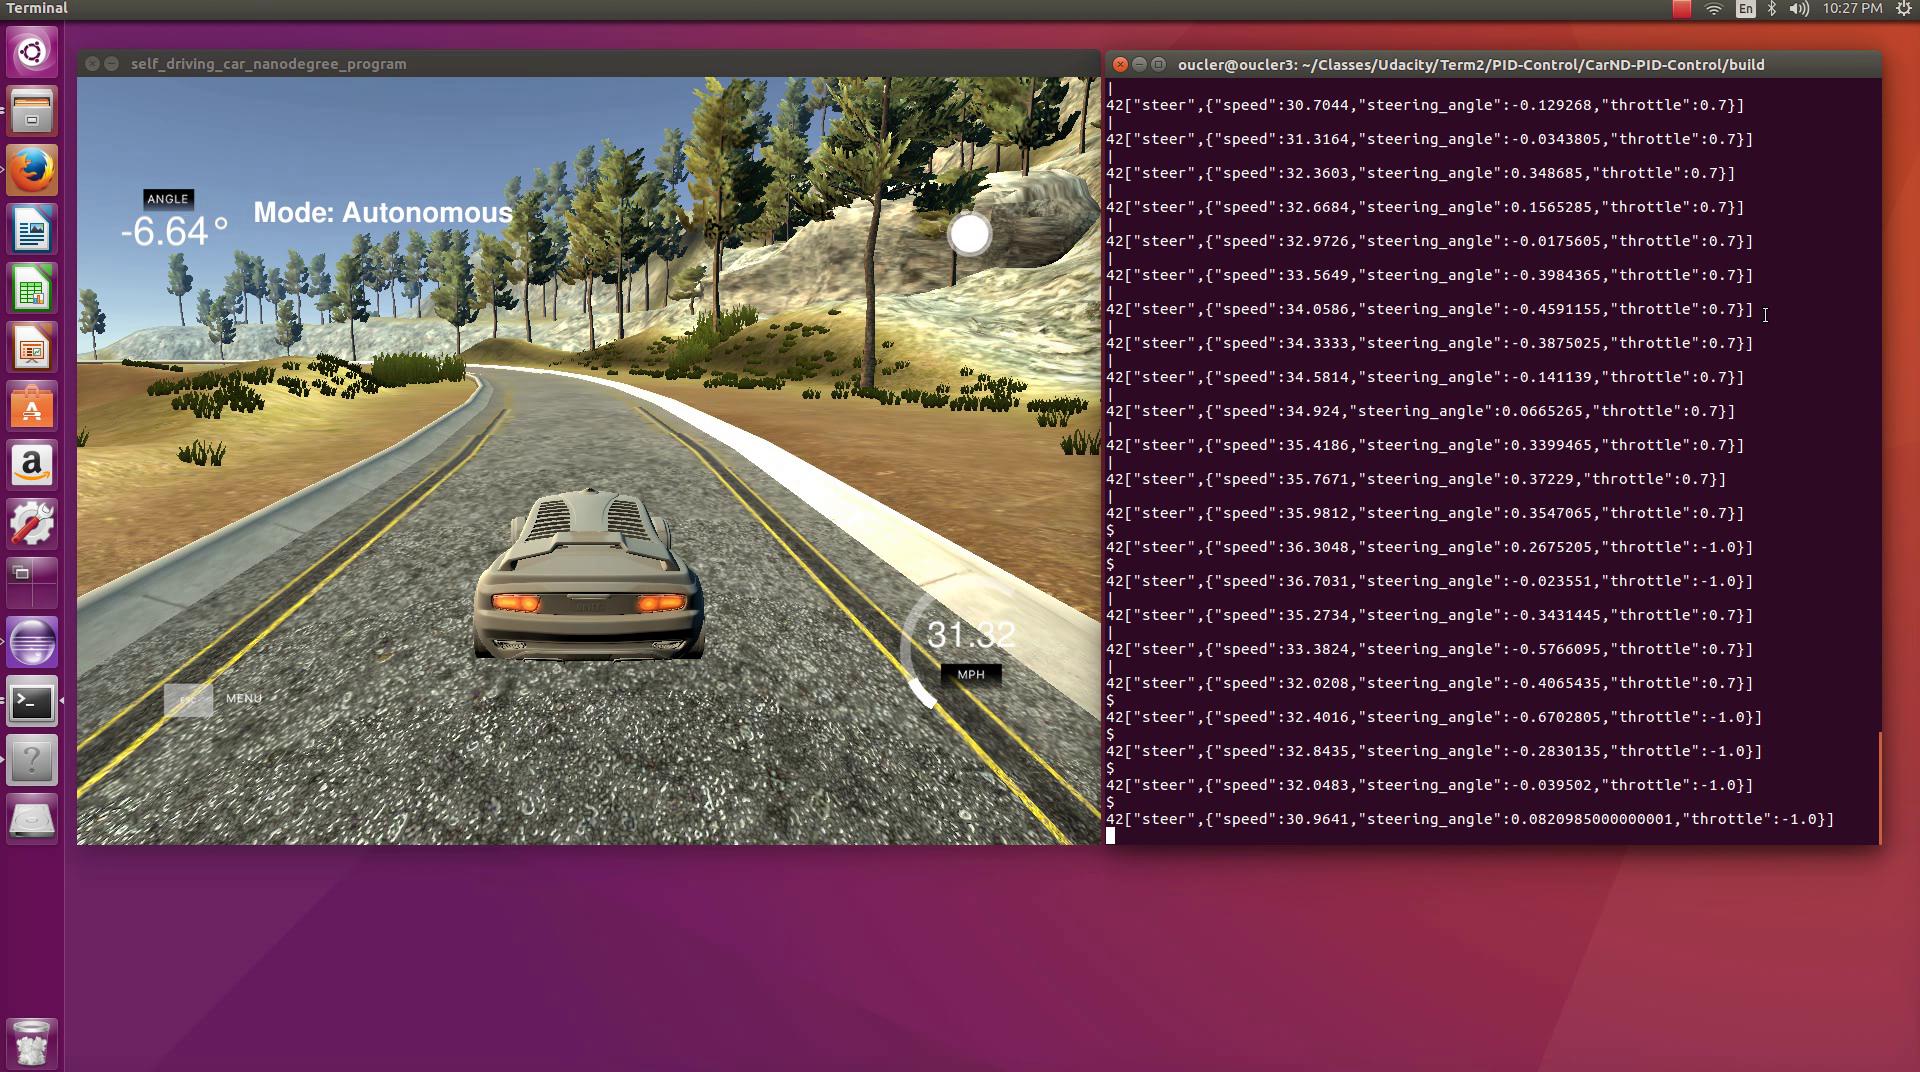 Terminal
En
10:27 PM
self_driving_car_nanodegree_program
ANGLE
-6.64°
Mode: Autonomous
31.32
MPH
ESC
MENU
oucler@oucler3: ~/Classes/Udacity/Term2/PID-Control/CarND-PID-Control/build
|
42["steer",{"speed":30.7044,"steering_angle":-0.129268,"throttle":0.7}]
|
42["steer",{"speed":31.3164,"steering_angle":-0.0343805,"throttle":0.7}]
|
42["steer",{"speed":32.3603,"steering_angle":0.348685,"throttle":0.7}]
|
42["steer",{"speed":32.6684,"steering_angle":0.1565285,"throttle":0.7}]
|
42["steer",{"speed":32.9726,"steering_angle":-0.0175605,"throttle":0.7}]
|
42["steer",{"speed":33.5649,"steering_angle":-0.3984365,"throttle":0.7}]
|
42["steer",{"speed":34.0586,"steering_angle":-0.4591155,"throttle":0.7}]
|
42["steer",{"speed":34.3333,"steering_angle":-0.3875025,"throttle":0.7}]
|
42["steer",{"speed":34.5814,"steering_angle":-0.141139,"throttle":0.7}]
|
42["steer",{"speed":34.924,"steering_angle":0.0665265,"throttle":0.7}]
|
42["steer",{"speed":35.4186,"steering_angle":0.3399465,"throttle":0.7}]
|
42["steer",{"speed":35.7671,"steering_angle":0.37229,"throttle":0.7}]
|
42["steer",{"speed":35.9812,"steering_angle":0.3547065,"throttle":0.7}]
$
42["steer",{"speed":36.3048,"steering_angle":0.2675205,"throttle":-1.0}]
$
42["steer",{"speed":36.7031,"steering_angle":-0.023551,"throttle":-1.0}]
|
42["steer",{"speed":35.2734,"steering_angle":-0.3431445,"throttle":0.7}]
|
42["steer",{"speed":33.3824,"steering_angle":-0.5766095,"throttle":0.7}]
|
42["steer",{"speed":32.0208,"steering_angle":-0.4065435,"throttle":0.7}]
$
42["steer",{"speed":32.4016,"steering_angle":-0.6702805,"throttle":-1.0}]
$
42["steer",{"speed":32.8435,"steering_angle":-0.2830135,"throttle":-1.0}]
$
42["steer",{"speed":32.0483,"steering_angle":-0.039502,"throttle":-1.0}]
$
42["steer",{"speed":30.9641,"steering_angle":0.0820985000000001,"throttle":-1.0}]